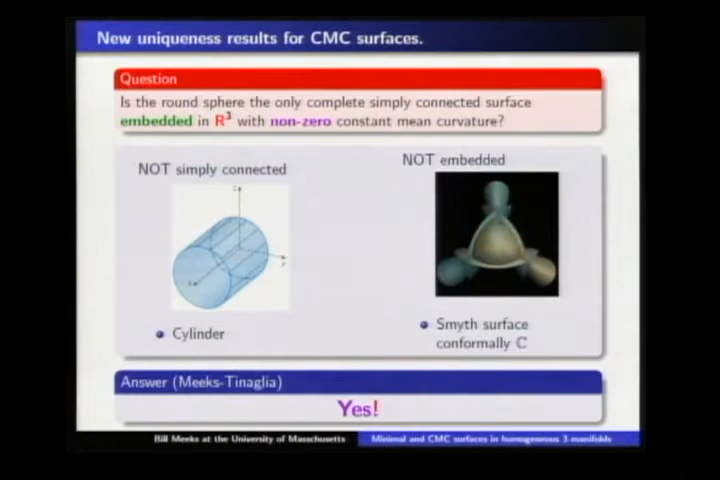 New uniqueness results for CMC surfaces.
Question
Is the round sphere the only complete simply connected surface
embedded in R³ with non-zero constant mean curvature?
NOT simply connected
NOT embedded
Cylinder
Smyth surface
conformally ℂ
Answer (Meeks-Tinaglia)
Yes!
Bill Meeks at the University of Massachusetts
Minimal and CMC surfaces in homogeneous 3-manifolds